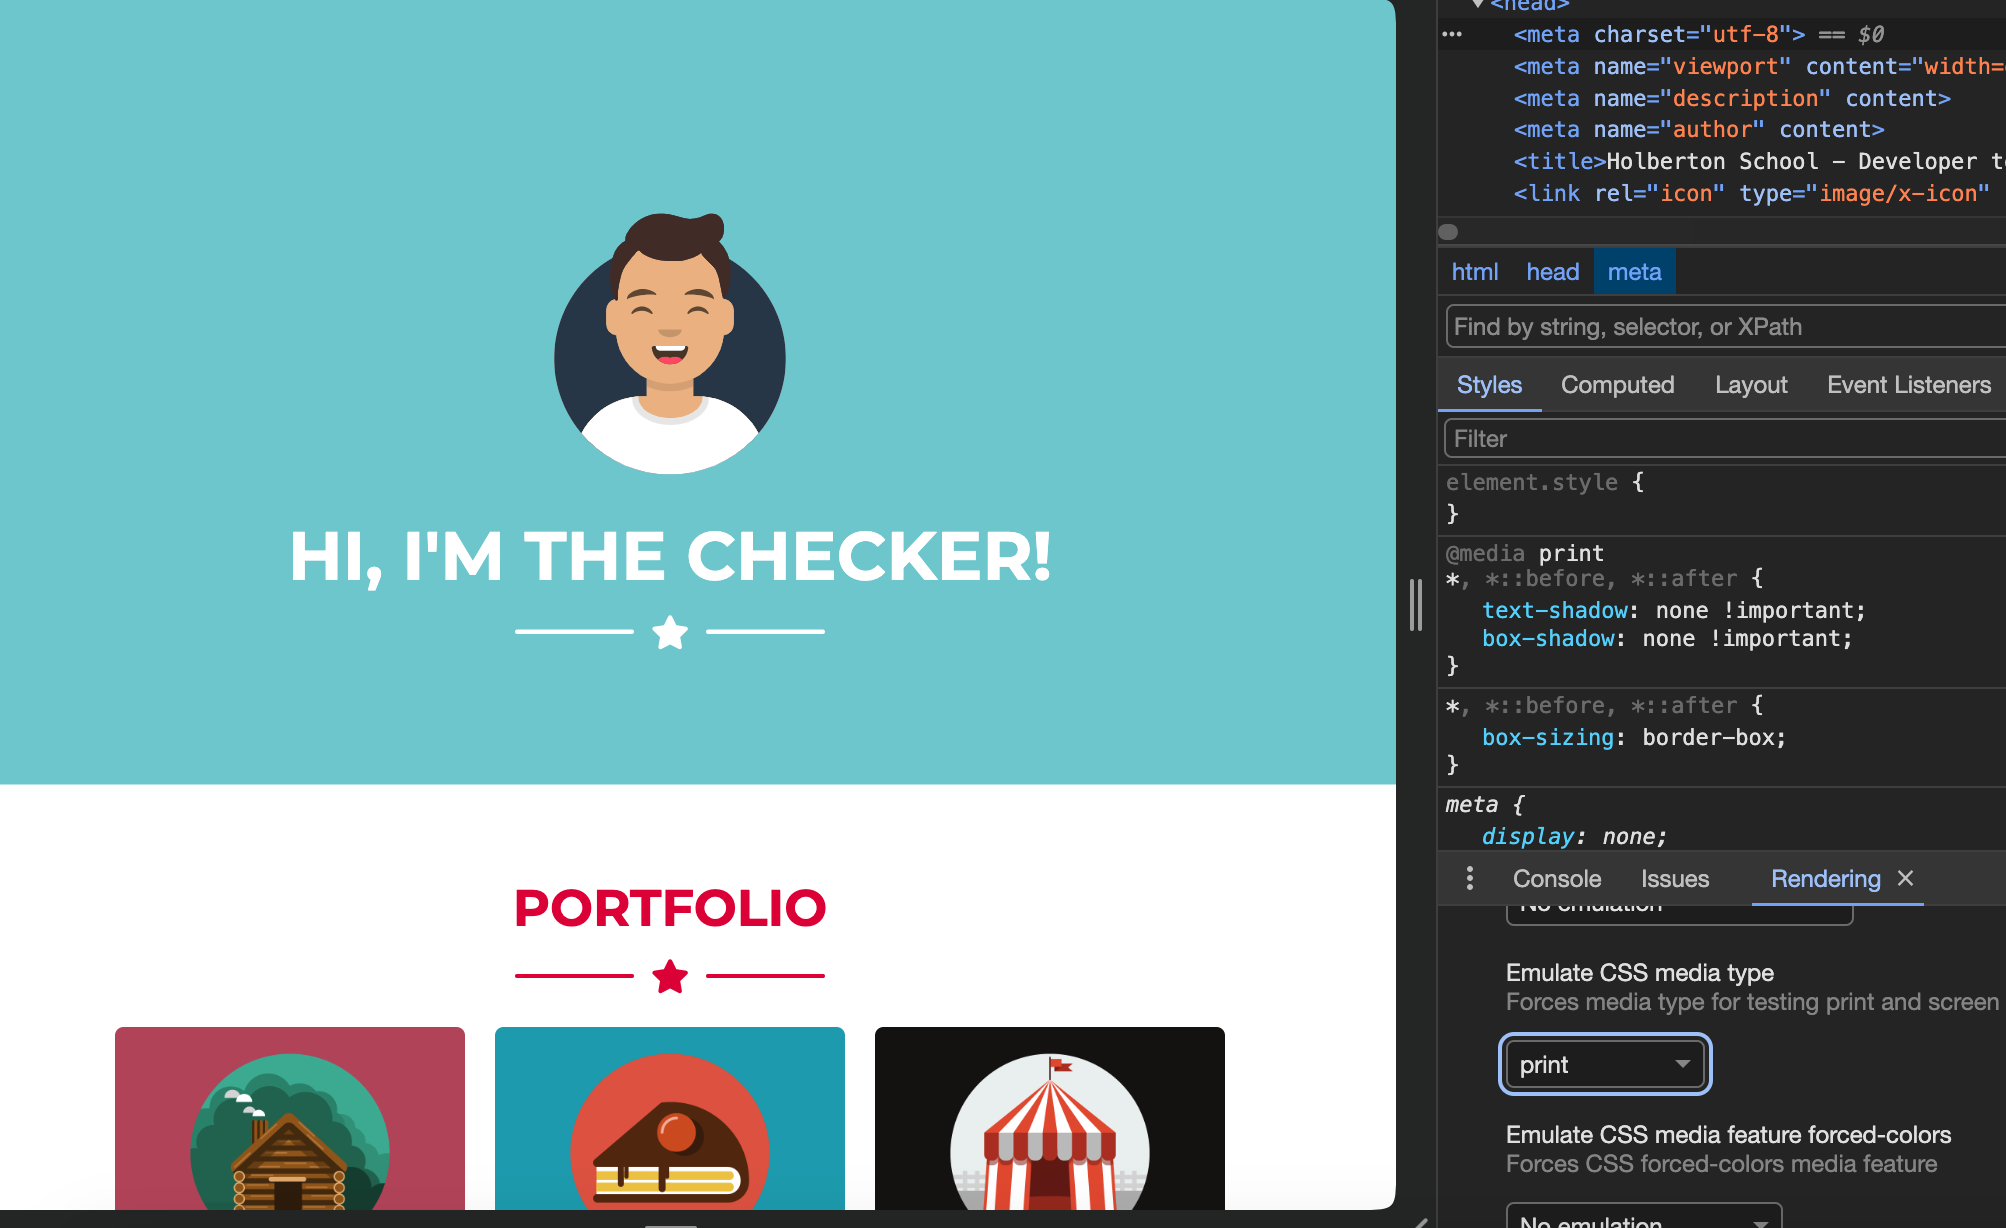 HI, I'M THE CHECKER!
PORTFOLIO
<head>
<meta charset="utf-8"> == $0
<meta name="viewport" content="width=
<meta name="description" content>
<meta name="author" content>
<title>Holberton School - Developer t
<link rel="icon" type="image/x-icon"
html head meta
Find by string, selector, or XPath
Styles Computed Layout Event Listeners
Filter
element.style {
}
@media print
*, *::before, *::after {
text-shadow: none !important;
box-shadow: none !important;
}
*, *::before, *::after {
box-sizing: border-box;
}
meta {
display: none;
Console Issues Rendering
No emulation
Emulate CSS media type
Forces media type for testing print and screen
print
Emulate CSS media feature forced-colors
Forces CSS forced-colors media feature
No emulation